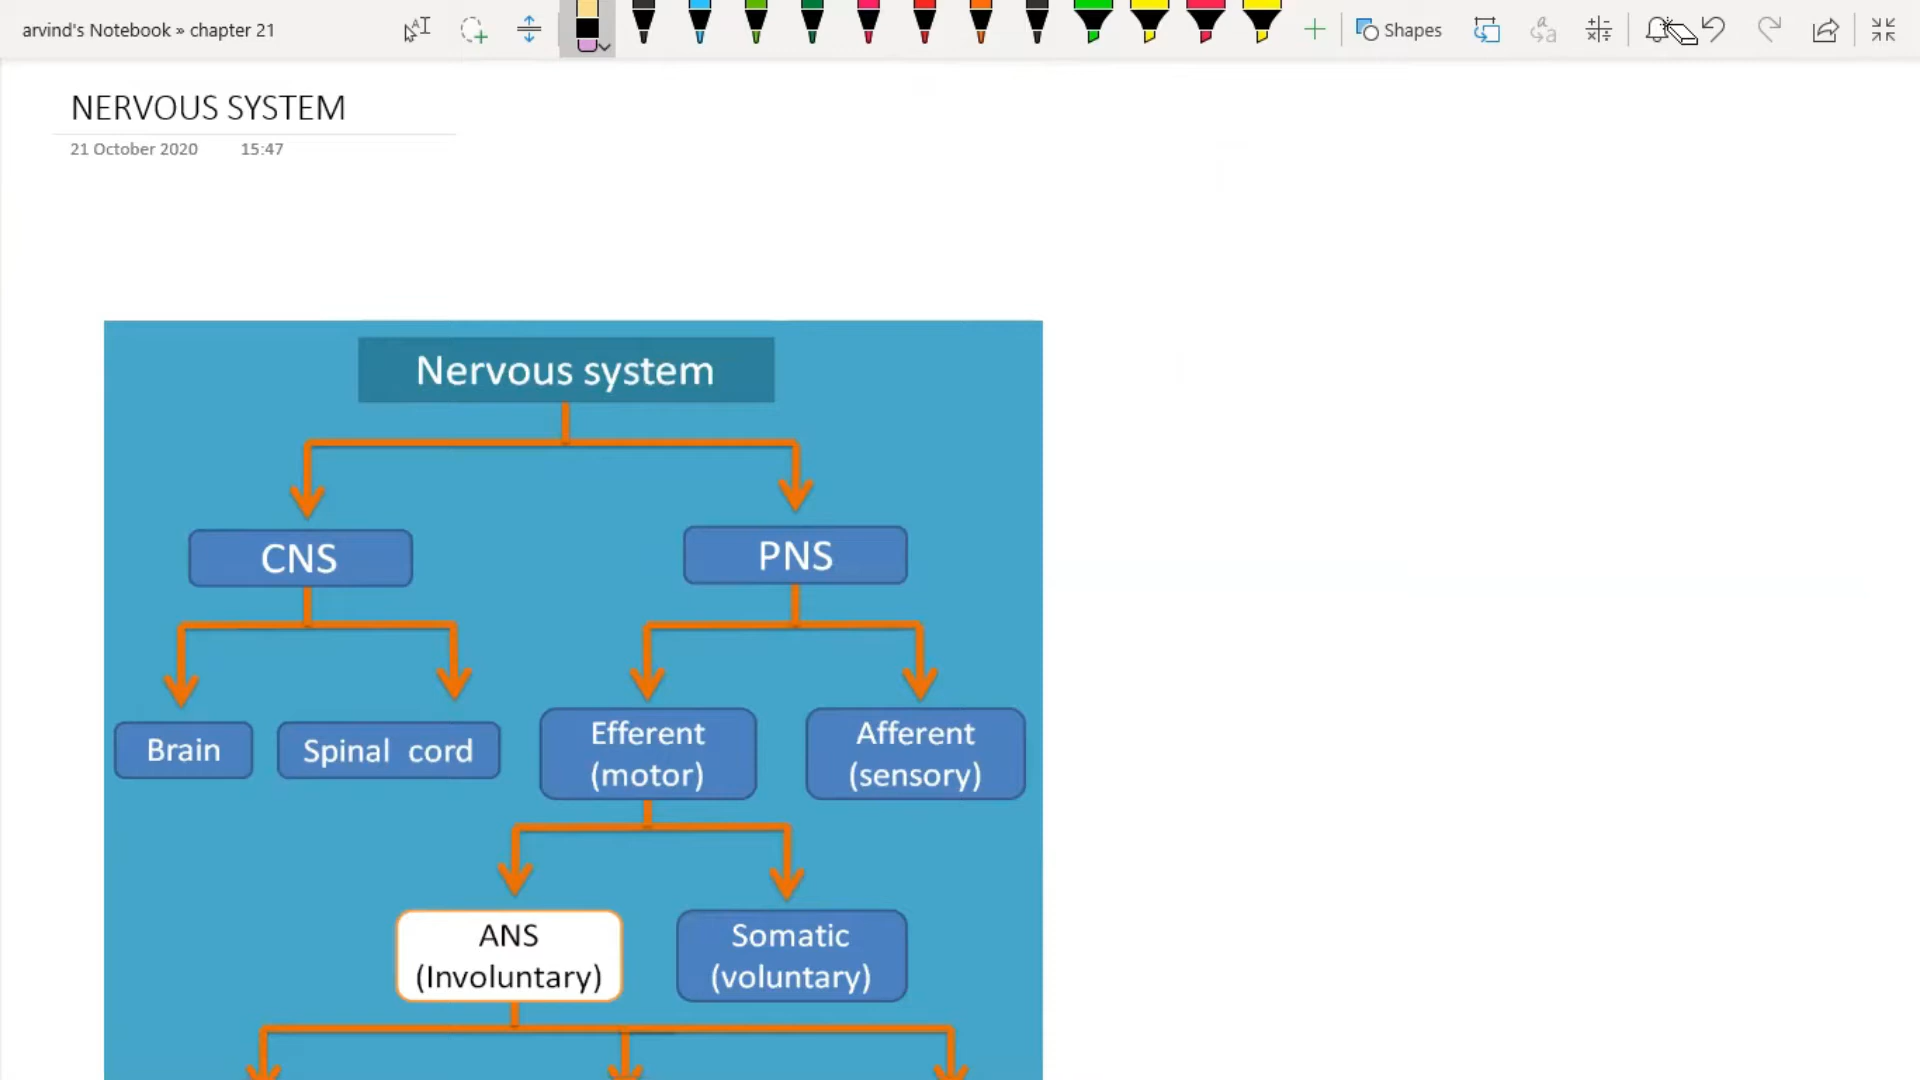 arvind's Notebook » chapter 21
Shapes
NERVOUS SYSTEM
21 October 2020 15:47
Nervous system
CNS
PNS
Brain
Spinal cord
Efferent
(motor)
Afferent
(sensory)
ANS
(Involuntary)
Somatic
(voluntary)